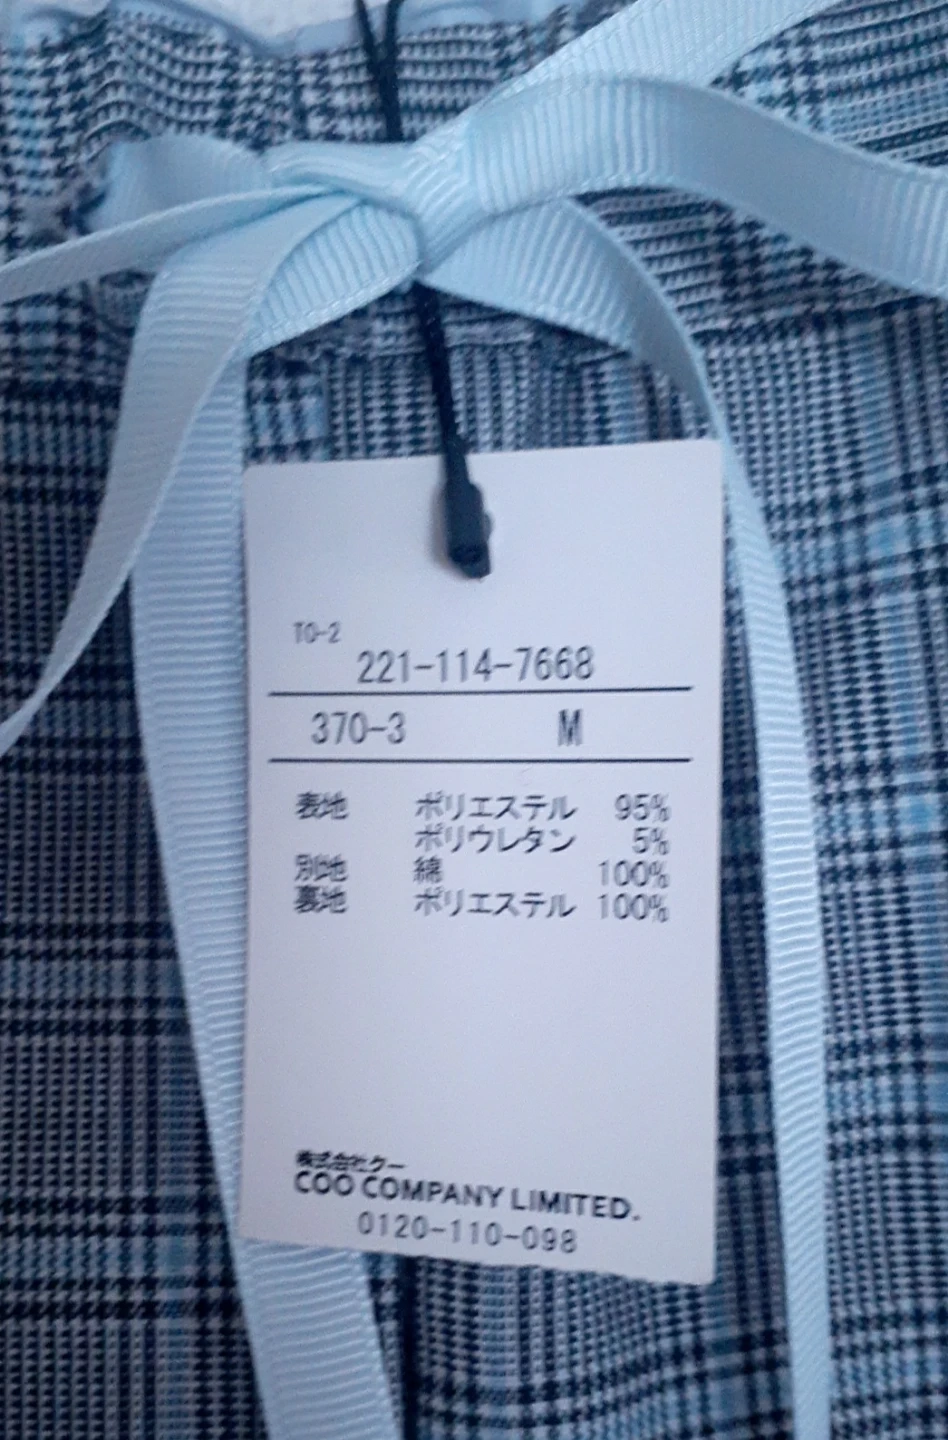 TO-2
221-114-7668
370-3 M
表地 ポリエステル 95%
ポリウレタン 5%
別地 綿 100%
裏地 ポリエステル 100%
株式会社クー
COO COMPANY LIMITED.
0120-110-098